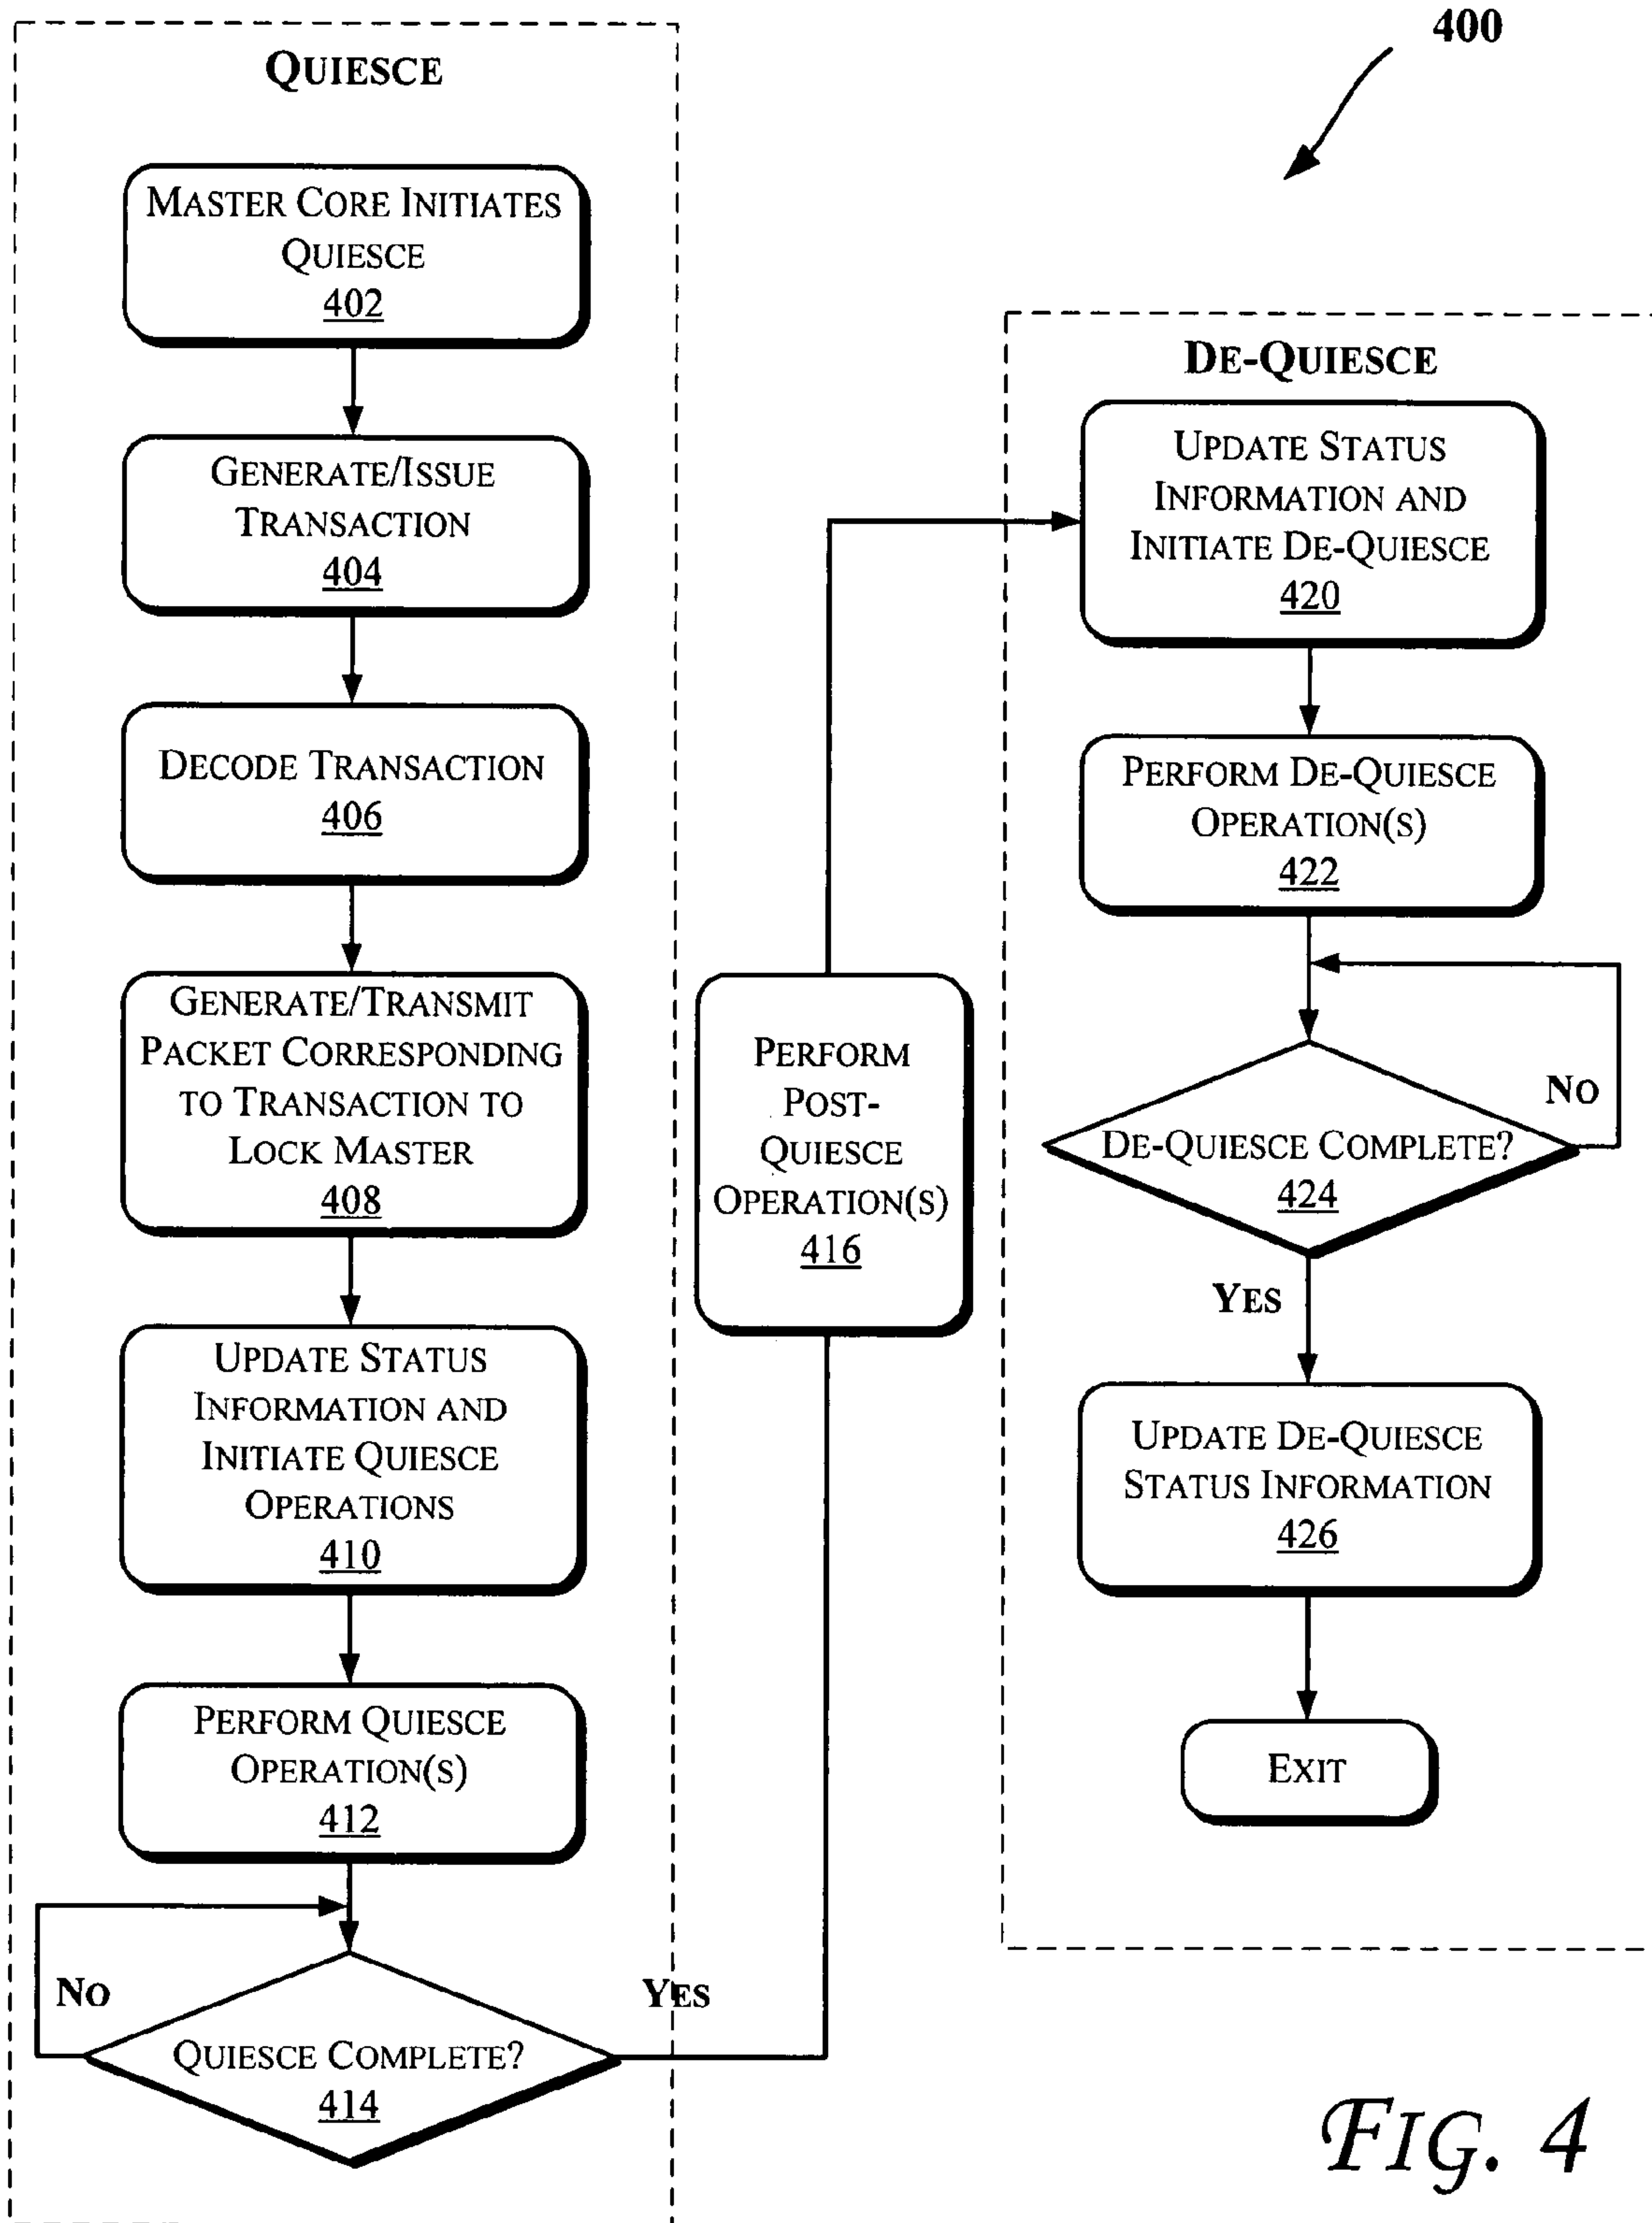 400
QUIESCE
MASTER CORE INITIATES
QUIESCE
402
GENERATE/ISSUE
TRANSACTION
404
DECODE TRANSACTION
406
GENERATE/TRANSMIT
PACKET CORRESPONDING
TO TRANSACTION TO
LOCK MASTER
408
UPDATE STATUS
INFORMATION AND
INITIATE QUIESCE
OPERATIONS
410
PERFORM QUIESCE
OPERATION(S)
412
NO
YES
QUIESCE COMPLETE?
414
PERFORM
POST-
QUIESCE
OPERATION(S)
416
DE-QUIESCE
UPDATE STATUS
INFORMATION AND
INITIATE DE-QUIESCE
420
PERFORM DE-QUIESCE
OPERATION(S)
422
NO
DE-QUIESCE COMPLETE?
424
YES
UPDATE DE-QUIESCE
STATUS INFORMATION
426
EXIT
FIG. 4